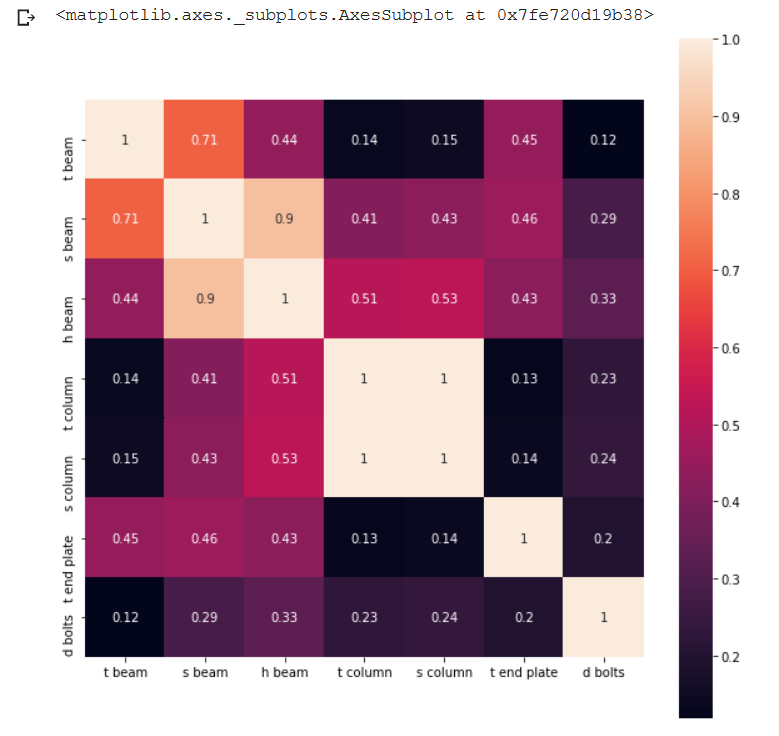 <matplotlib.axes._subplots.AxesSubplot at 0x7fe720d19b38>
1.0
t beam 1 0.71 0.44 0.14 0.15 0.45 0.12
0.9
s beam 0.71 1 0.9 0.41 0.43 0.46 0.29
0.8
h beam 0.44 0.9 1 0.51 0.53 0.43 0.33
0.7
0.6
t column 0.14 0.41 0.51 1 1 0.13 0.23
0.5
s column 0.15 0.43 0.53 1 1 0.14 0.24
0.4
t end plate 0.45 0.46 0.43 0.13 0.14 1 0.2
0.3
d bolts 0.12 0.29 0.33 0.23 0.24 0.2 1
0.2
t beam s beam h beam t column s column t end plate d bolts